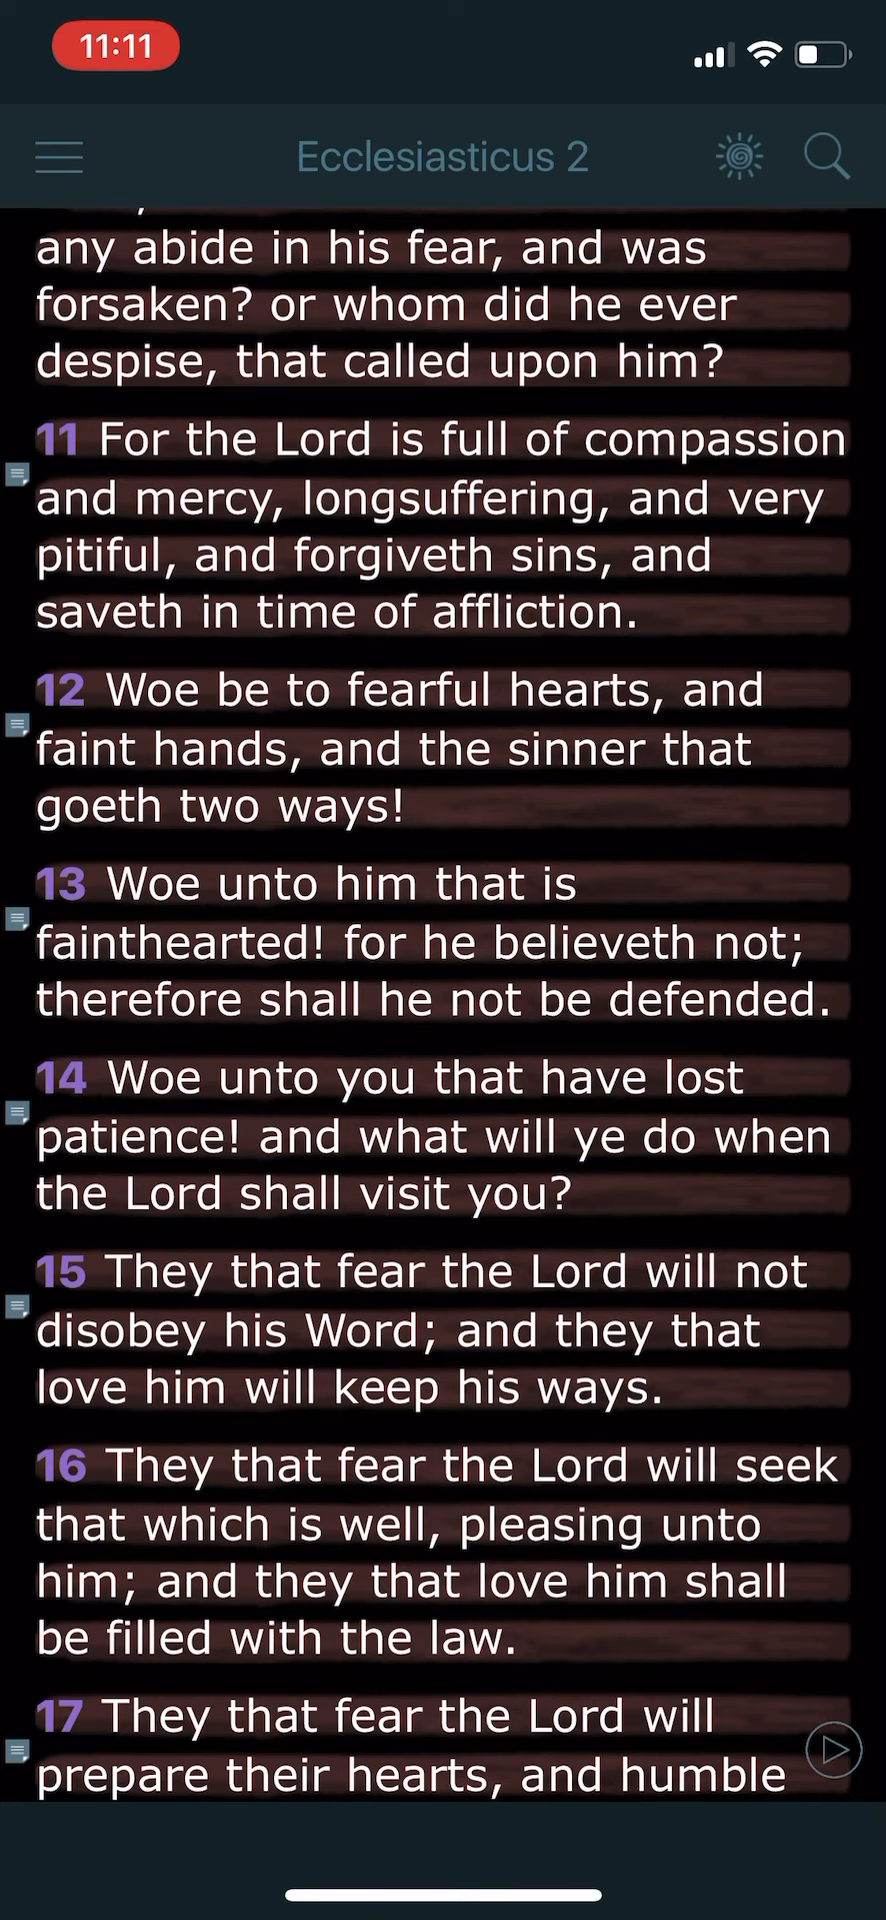 11:11
Ecclesiasticus 2
any abide in his fear, and was
forsaken? or whom did he ever
despise, that called upon him?
11 For the Lord is full of compassion
and mercy, longsuffering, and very
pitiful, and forgiveth sins, and
saveth in time of affliction.
12 Woe be to fearful hearts, and
faint hands, and the sinner that
goeth two ways!
13 Woe unto him that is
fainthearted! for he believeth not;
therefore shall he not be defended.
14 Woe unto you that have lost
patience! and what will ye do when
the Lord shall visit you?
15 They that fear the Lord will not
disobey his Word; and they that
love him will keep his ways.
16 They that fear the Lord will seek
that which is well, pleasing unto
him; and they that love him shall
be filled with the law.
17 They that fear the Lord will
prepare their hearts, and humble